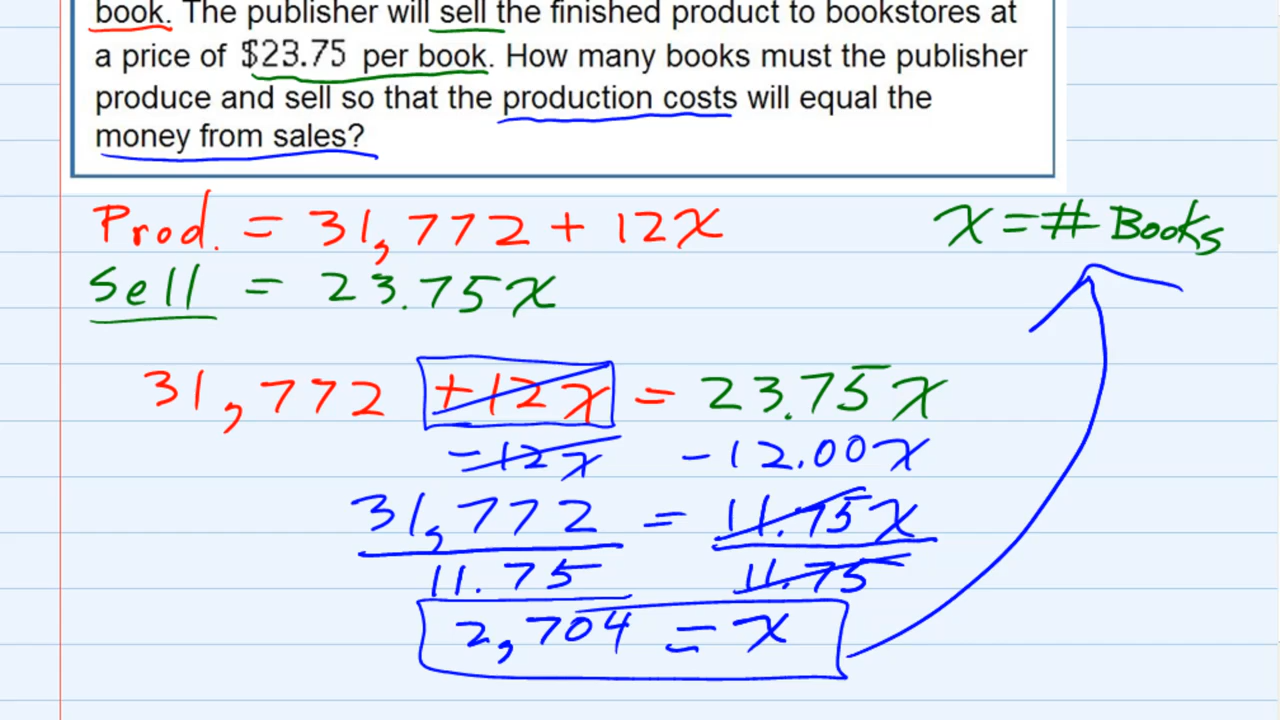 book. The publisher will sell the finished product to bookstores at
a price of $23.75 per book. How many books must the publisher
produce and sell so that the production costs will equal the
money from sales?
Prod. = 31,772 + 12x
x = # Books
Sell = 23.75x
31,772 +12x = 23.75x
-12x -12.00x
31,772 = 11.75x
11.75 11.75
2,704 = x